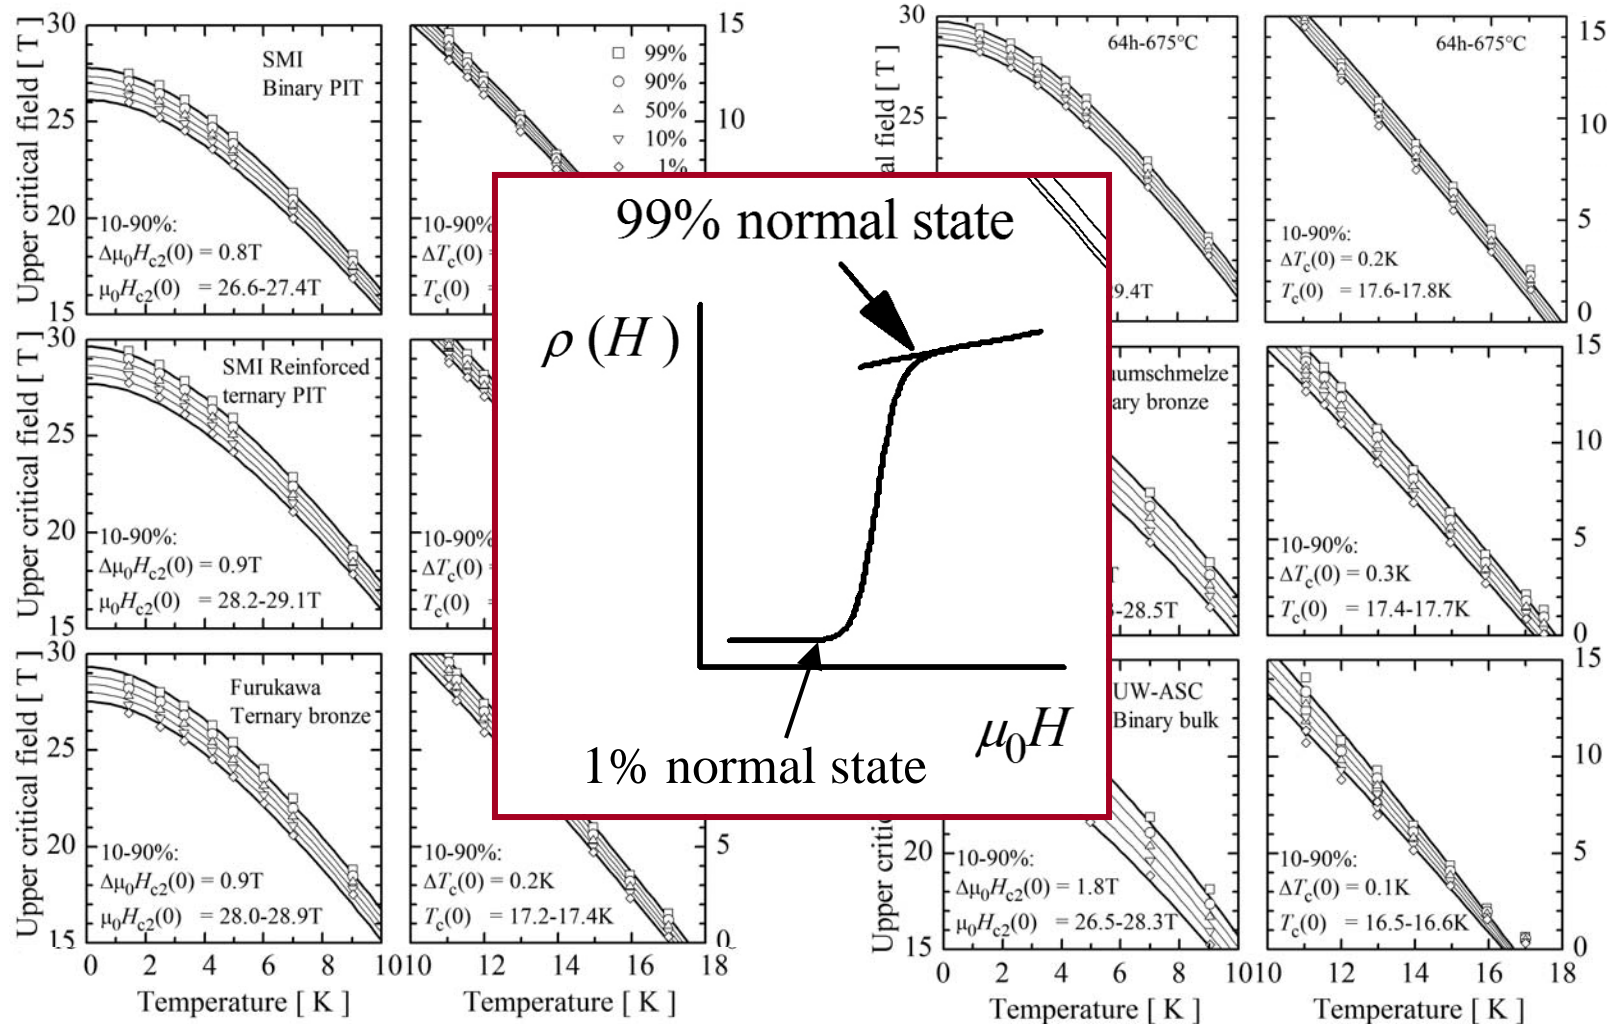 Upper critical field [ T ]
30
25
20
15
SMI
Binary PIT
10-90%:
Δμ0Hc2(0) = 0.8T
μ0Hc2(0) = 26.6-27.4T
15
10
99%
90%
50%
10%
1%
10-90%
ΔTc(0) =
Tc(0) =
30
25
al field [ T ]
64h-675°C
9.4T
64h-675°C
10-90%:
ΔTc(0) = 0.2K
Tc(0) = 17.6-17.8K
15
10
5
0
99% normal state
ρ (H )
μ0H
1% normal state
Upper critical field [ T ]
30
25
20
15
SMI Reinforced
ternary PIT
10-90%:
Δμ0Hc2(0) = 0.9T
μ0Hc2(0) = 28.2-29.1T
10-90%
ΔTc(0) =
Tc(0) =
umschmelze
ary bronze
T
-28.5T
10-90%:
ΔTc(0) = 0.3K
Tc(0) = 17.4-17.7K
15
10
5
0
Upper critical field [ T
30
25
20
15
Furukawa
Ternary bronze
10-90%:
Δμ0Hc2(0) = 0.9T
μ0Hc2(0) = 28.0-28.9T
10-90%:
ΔTc(0) = 0.2K
Tc(0) = 17.2-17.4K
5
0
Upper critic
20
15
UW-ASC
Binary bulk
10-90%:
Δμ0Hc2(0) = 1.8T
μ0Hc2(0) = 26.5-28.3T
10-90%:
ΔTc(0) = 0.1K
Tc(0) = 16.5-16.6K
15
10
5
0
0 2 4 6 8 10 10 12 14 16 18
0 2 4 6 8 10 10 12 14 16 18
Temperature [ K ] Temperature [ K ]
Temperature [ K ] Temperature [ K ]